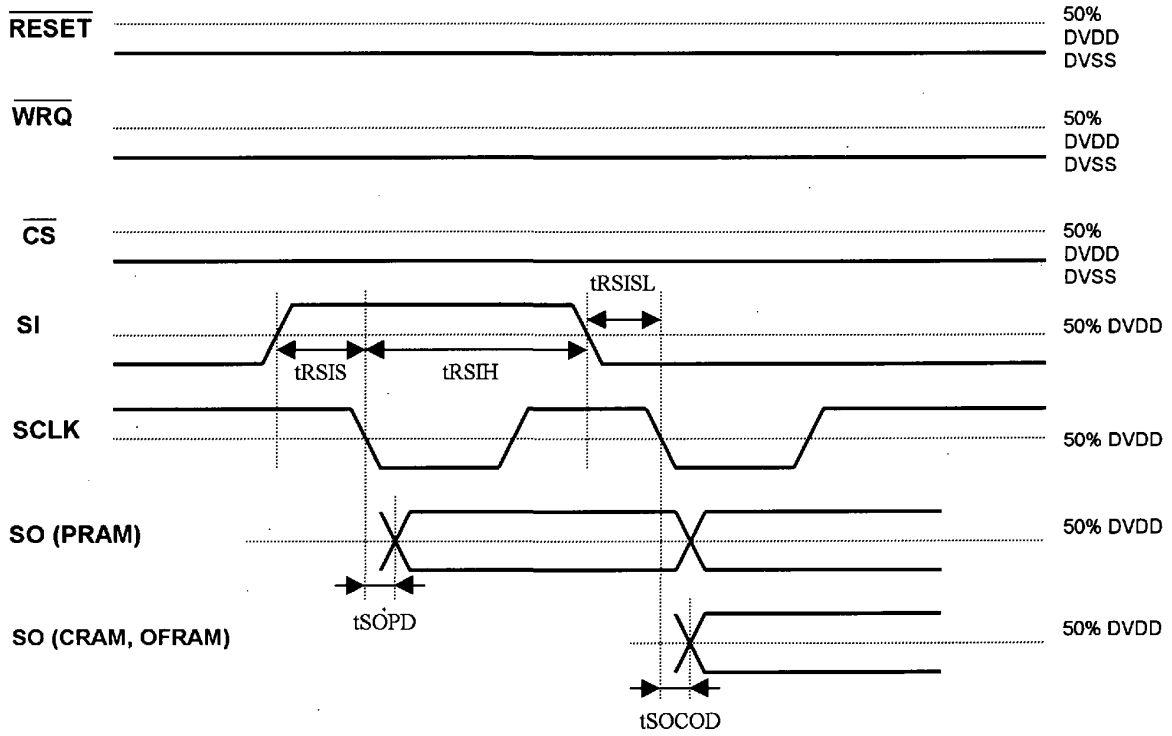 RESET
50%
DVDD
DVSS
WRQ
50%
DVDD
DVSS
CS
50%
DVDD
DVSS
tRSISL
SI
50% DVDD
tRSIS
tRSIH
SCLK
50% DVDD
SO (PRAM)
50% DVDD
tSOPD
SO (CRAM, OFRAM)
50% DVDD
tSOCOD